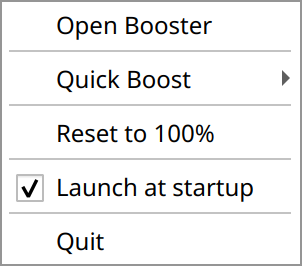 Open Booster
Quick Boost
Reset to 100%
Launch at startup
Quit